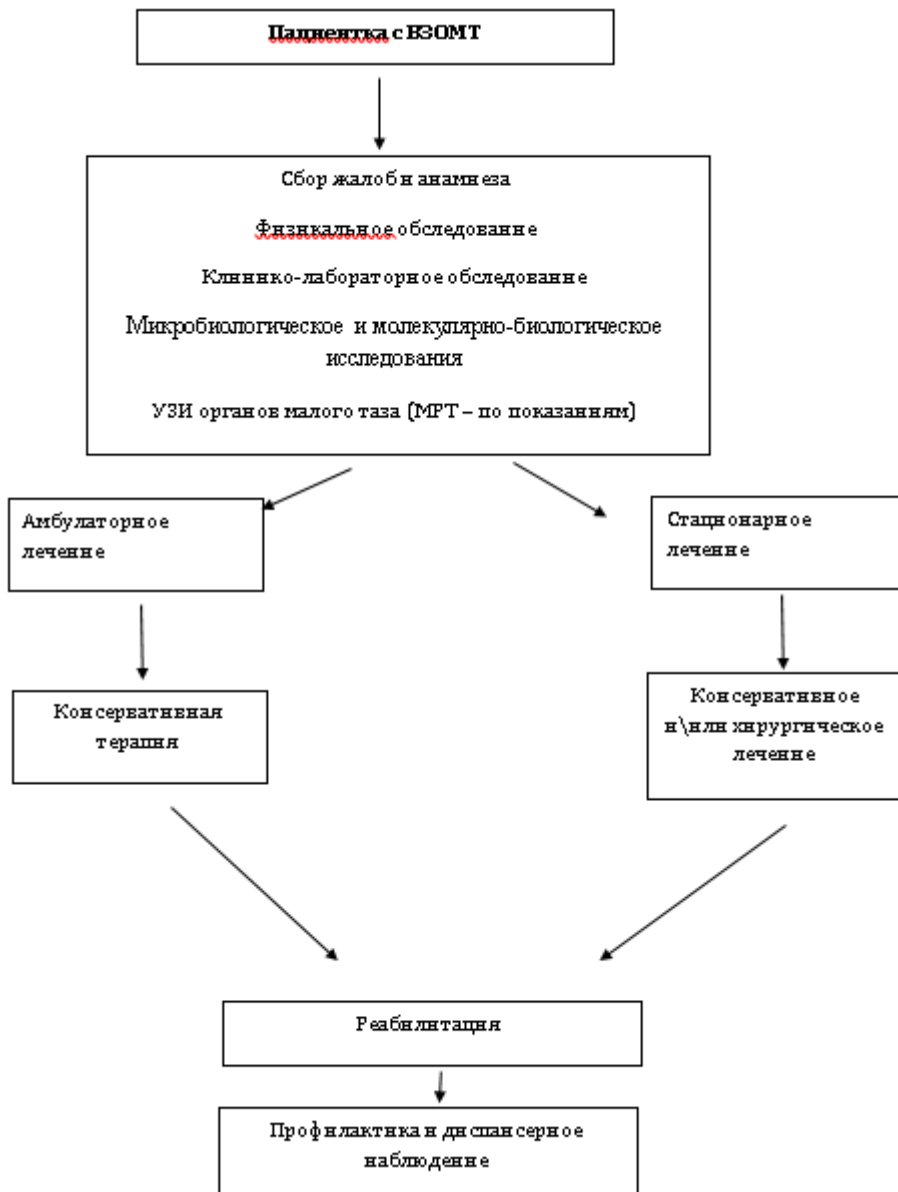 Пациентка с ВЗОМТ
Сбор жалоб и анамнеза
Физикальное обследование
Клинико-лабораторное обследование
Микробиологическое и молекулярно-биологическое
исследования
УЗИ органов малого таза (МРТ – по показаниям)
Амбулаторное
лечение
Стационарное
лечение
Консервативная
терапия
Консервативное
и\или хирургическое
лечение
Реабилитация
Профилактика и диспансерное
наблюдение